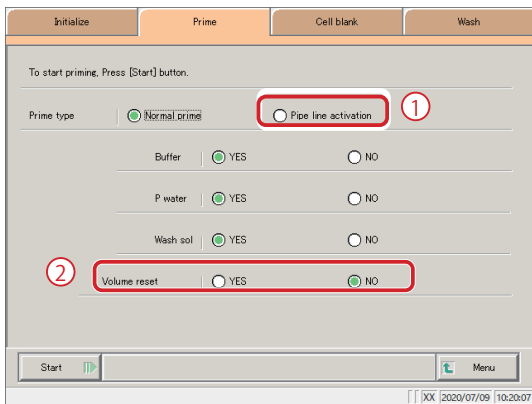 Initialize Prime Cell blank Wash
To start priming, Press [Start] button.
Prime type Normal prime Pipe line activation 1
Buffer YES NO
P water YES NO
Wash sol YES NO
2 Volume reset YES NO
Start Menu
XX 2020/07/09 10:20:07